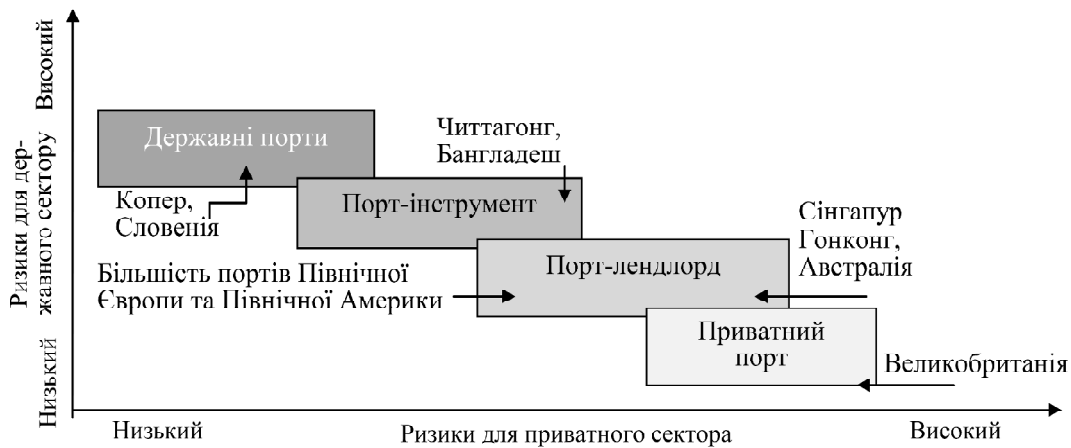 Високий
Ризики для дер-
жавного сектору
Низький
Державні порти
Копер,
Словенія
Читтагонг,
Бангладеш
Порт-інструмент
Більшість портів Північної
Європи та Північної Америки
Порт-лендлорд
Сінгапур
Гонконг,
Австралія
Приватний
порт
Великобританія
Низький
Ризики для приватного сектора
Високий